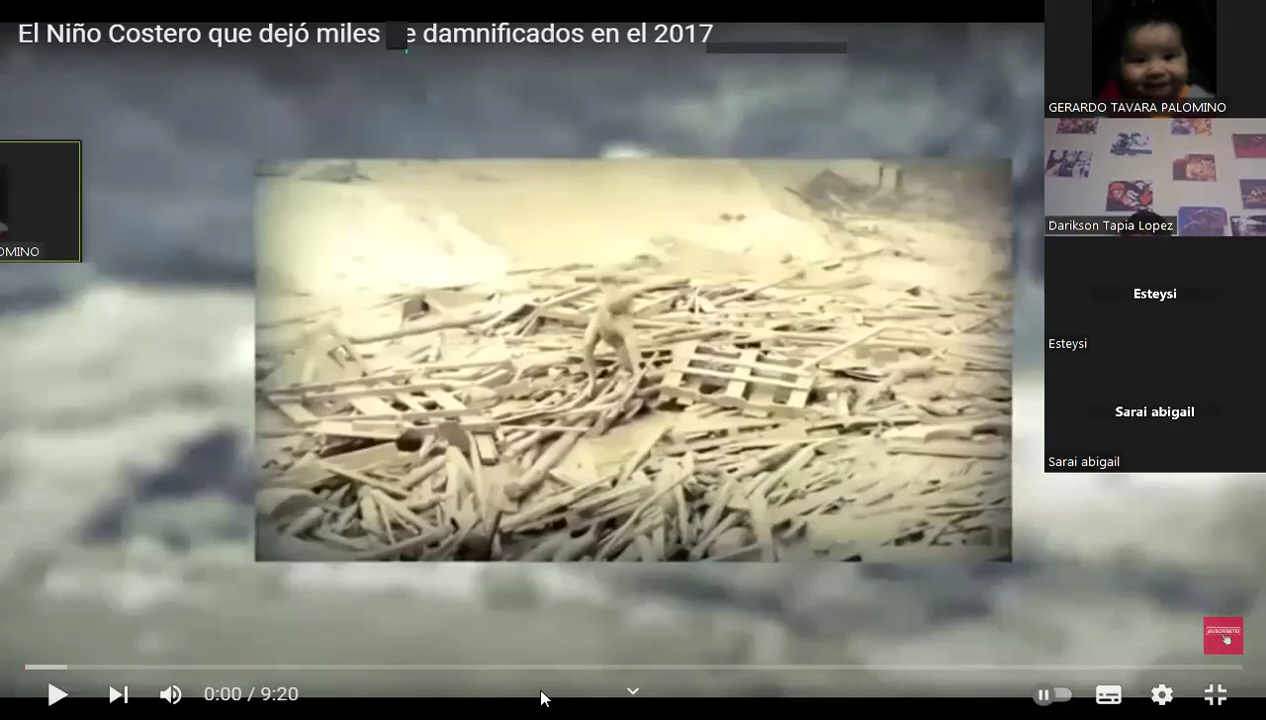 El Niño Costero que dejó miles e damnificados en el 2017
GERARDO TAVARA PALOMINO
OMINO
Darikson Tapia Lopez
Esteysi
Esteysi
Sarai abigail
Sarai abigail
¡SUSCRÍBETE!
0:00 / 9:20